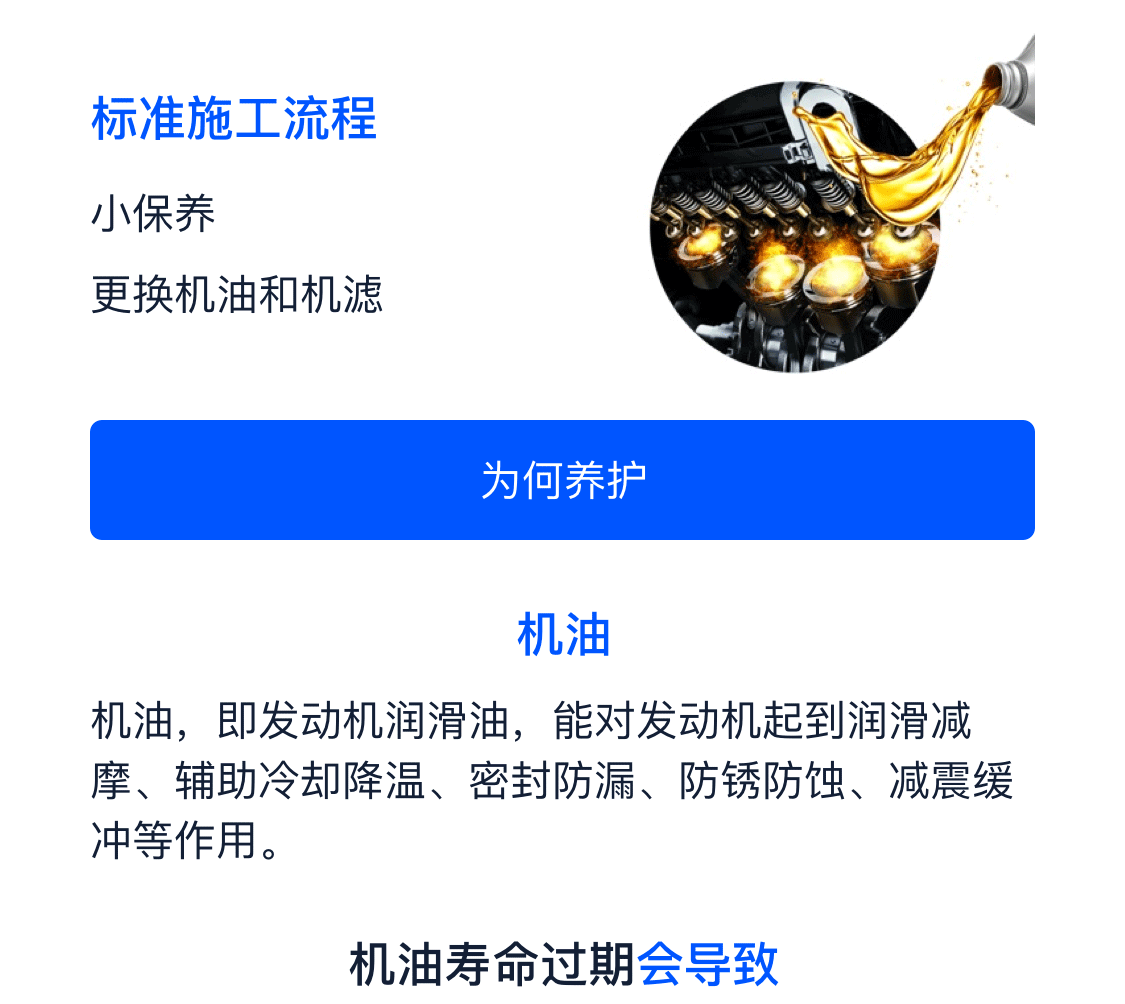 标准施工流程
小保养
更换机油和机滤
为何养护
机油
机油，即发动机润滑油，能对发动机起到润滑减
摩、辅助冷却降温、密封防漏、防锈防蚀、减震缓
冲等作用。
机油寿命过期会导致